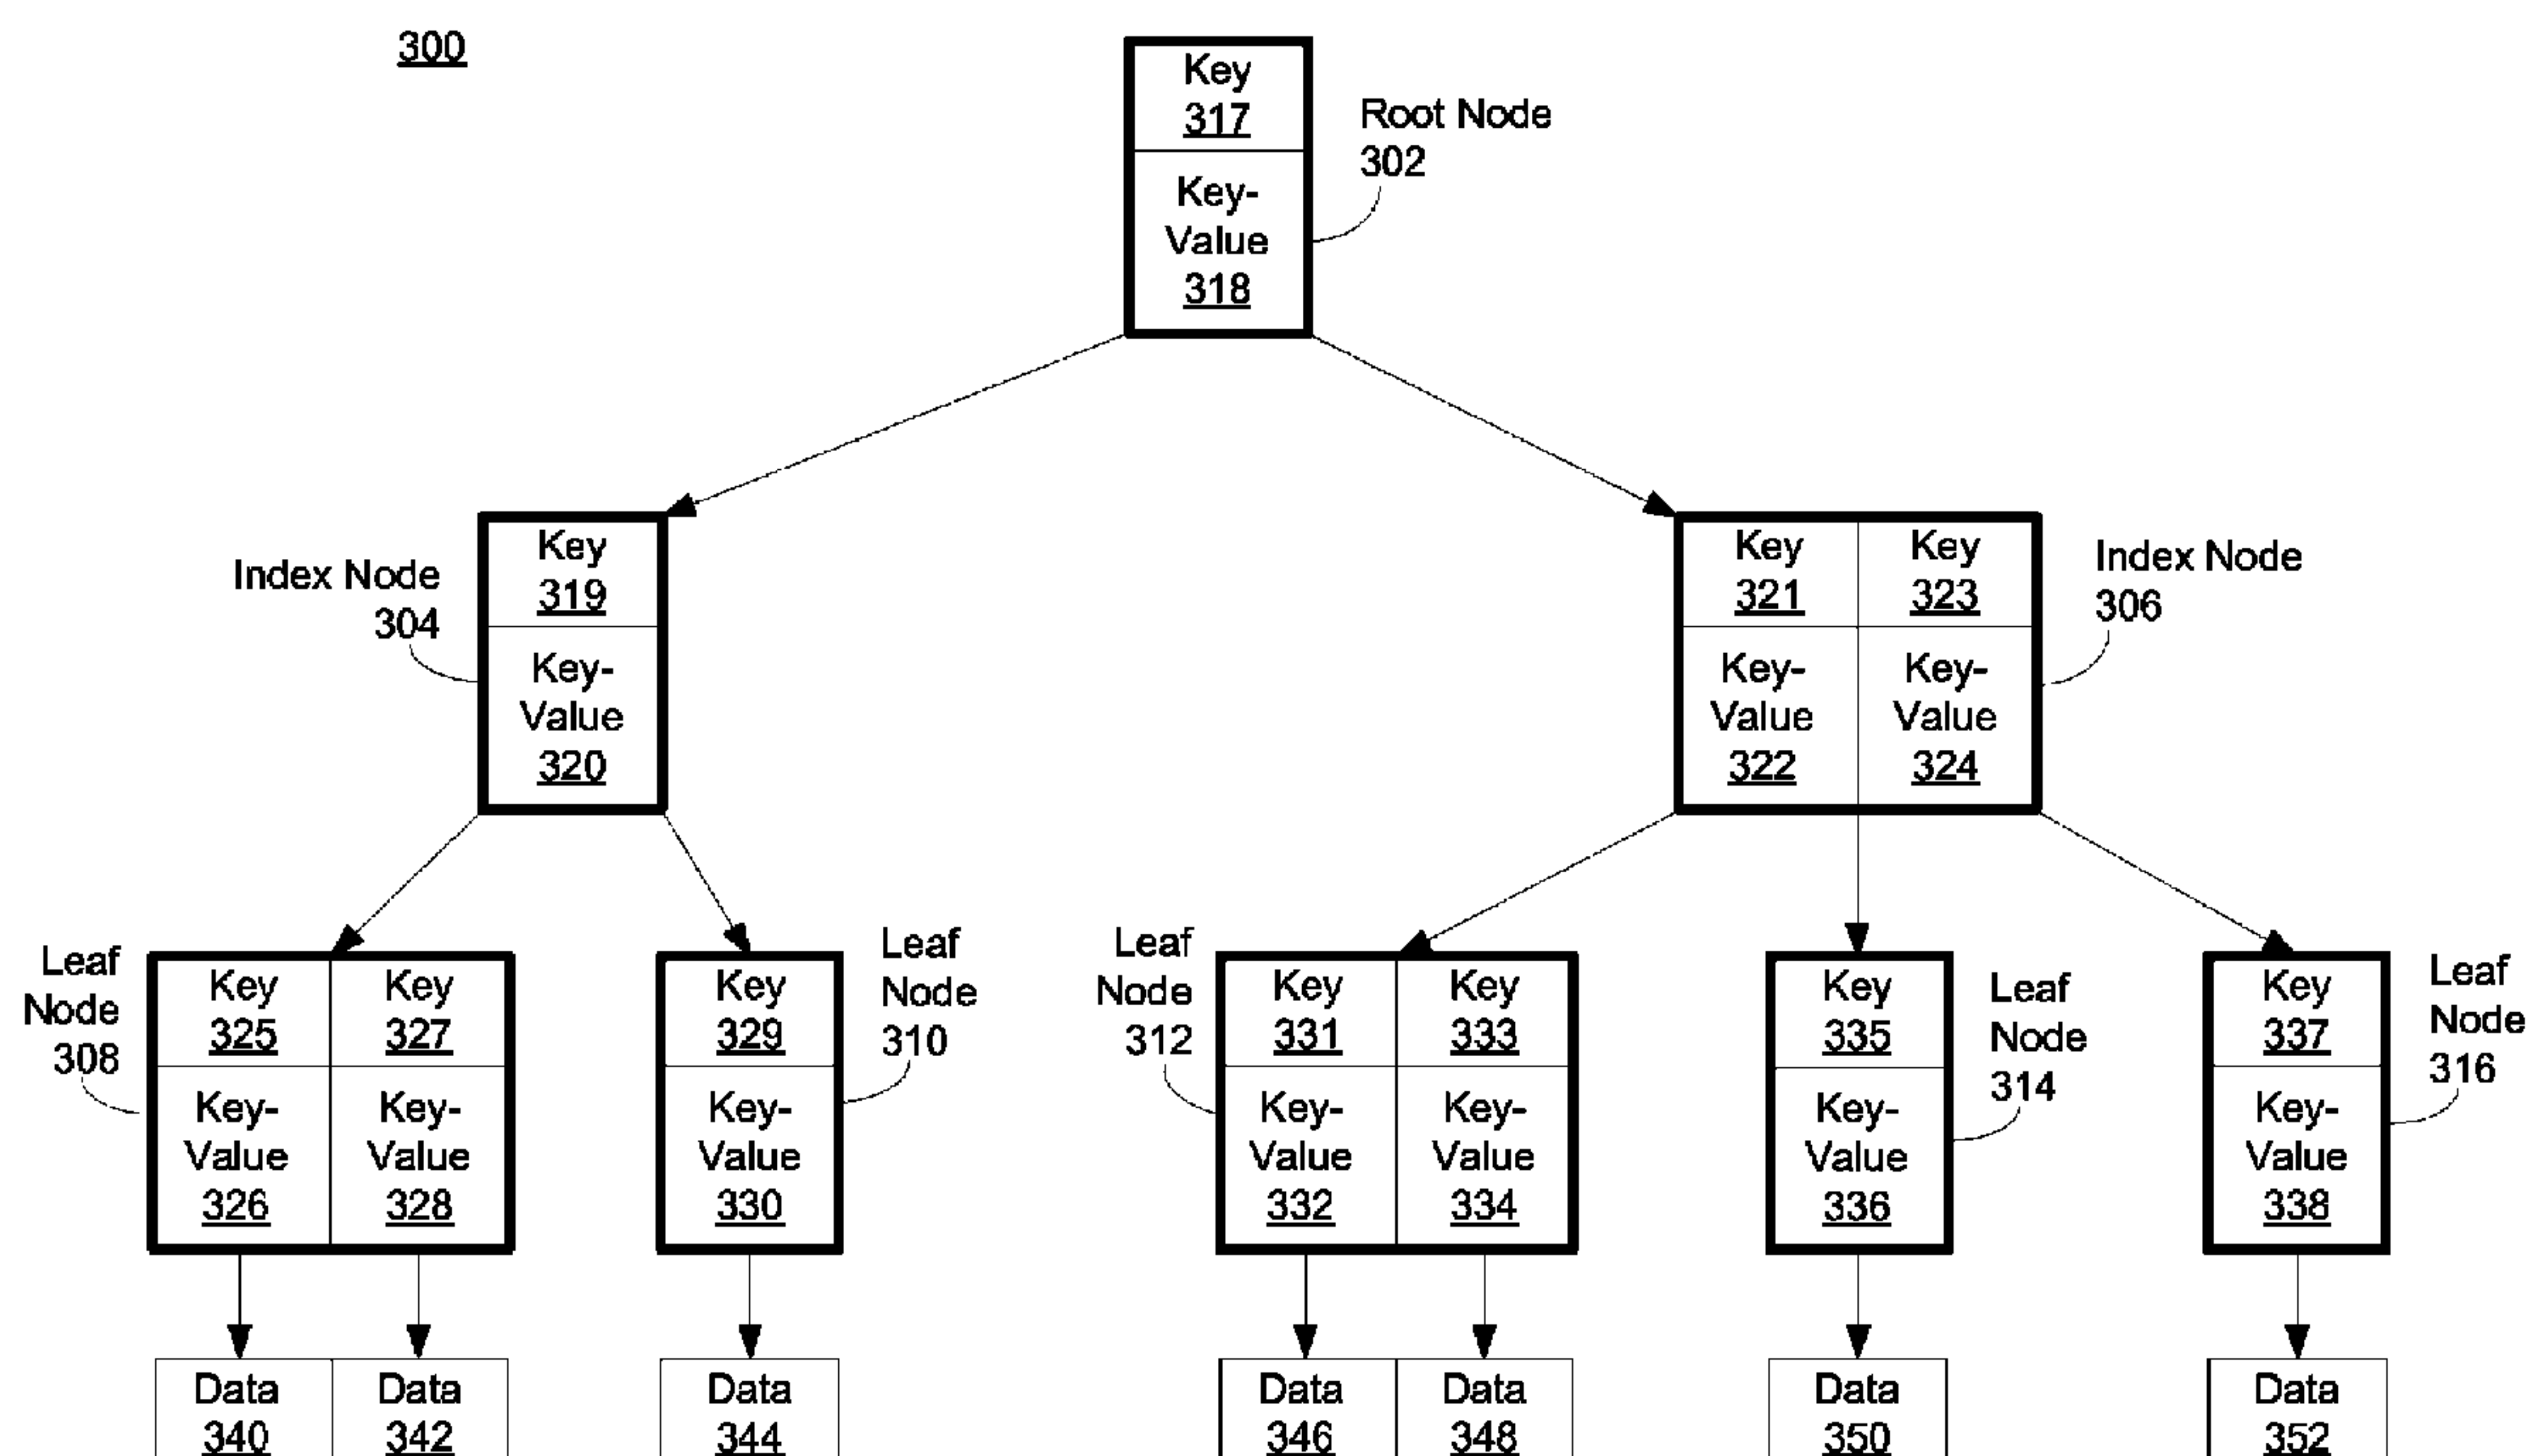 300
Key
317
Key-
Value
318
Root Node
302
Index Node
304
Key
319
Key-
Value
320
Key
321
Key
323
Key-
Value
322
Key-
Value
324
Index Node
306
Leaf
Node
308
Key
325
Key
327
Key-
Value
326
Key-
Value
328
Key
329
Key-
Value
330
Leaf
Node
310
Leaf
Node
312
Key
331
Key
333
Key-
Value
332
Key-
Value
334
Key
335
Key-
Value
336
Leaf
Node
314
Key
337
Key-
Value
338
Leaf
Node
316
Data
340
Data
342
Data
344
Data
346
Data
348
Data
350
Data
352